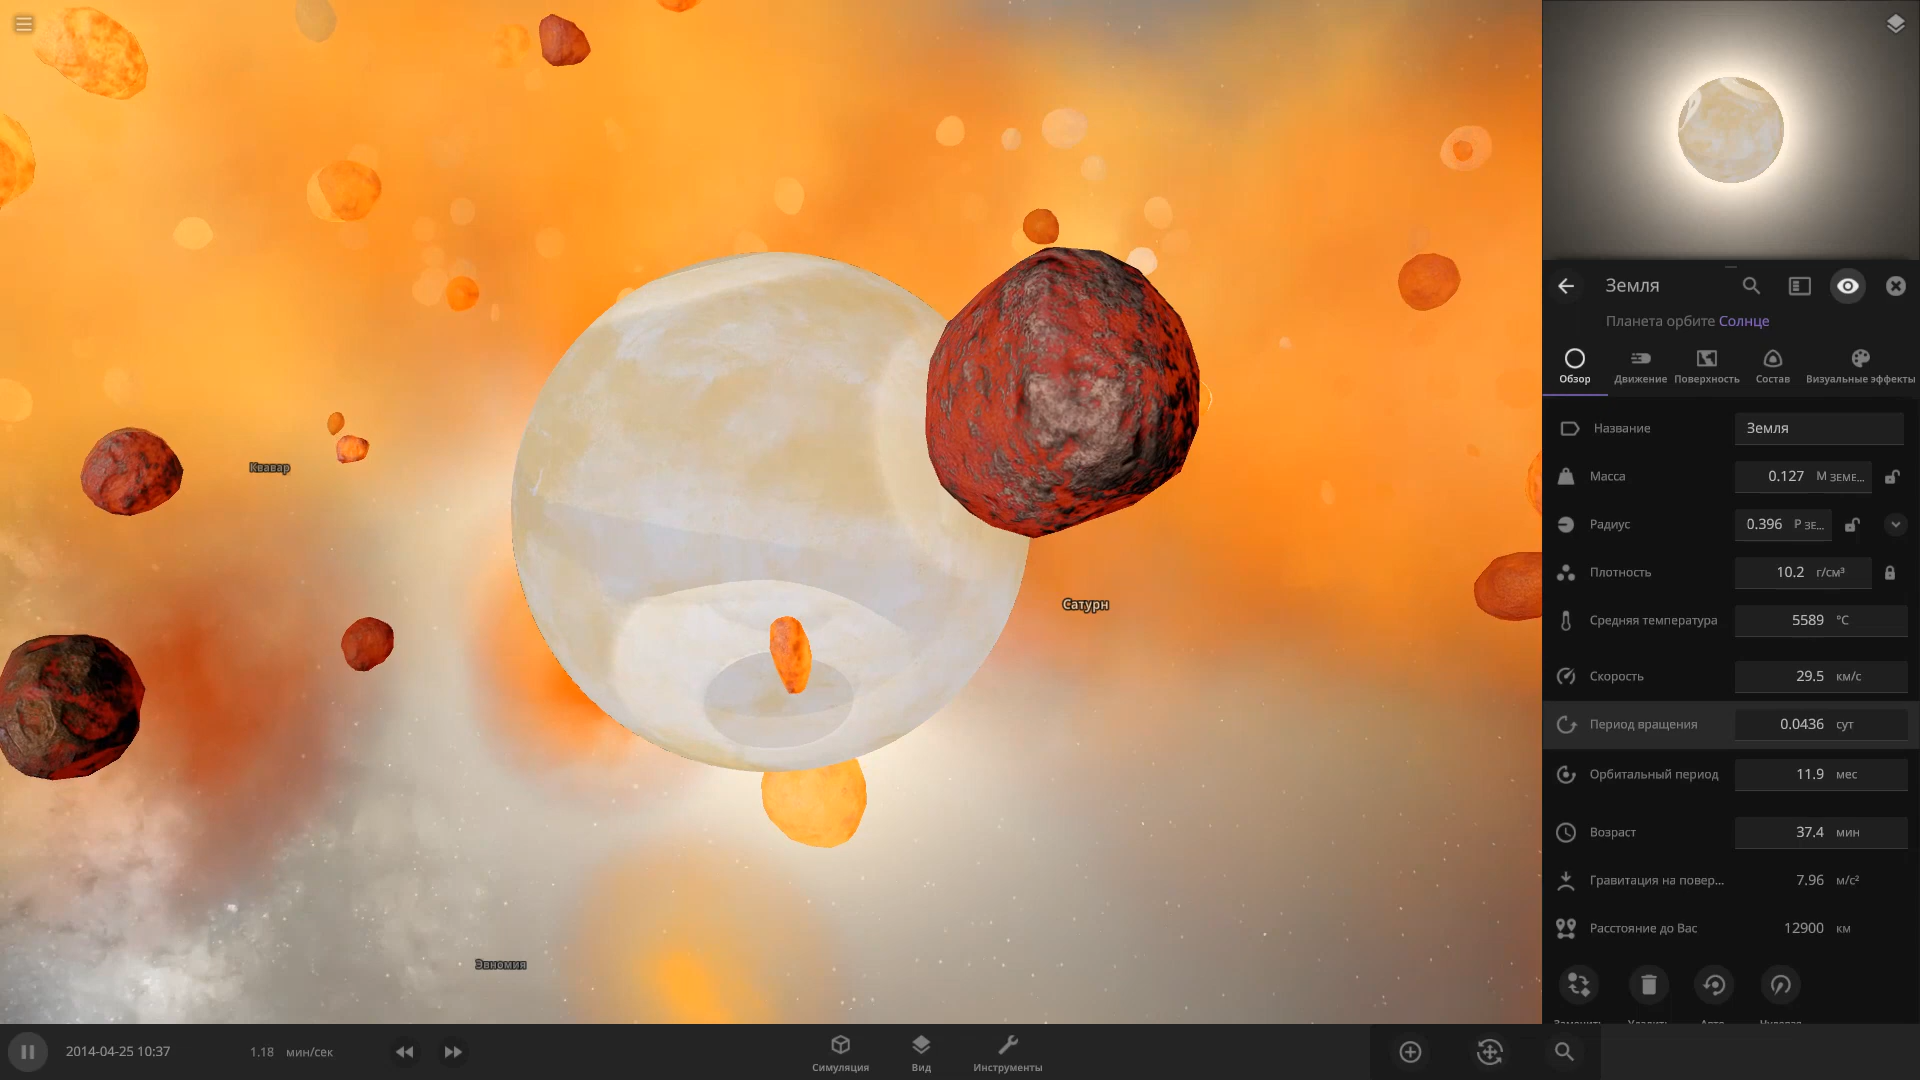 Земля
Планета орбите Солнце
Обзор
Движение
Поверхность
Состав
Визуальные эффекты
Название
Земля
Масса
0.127 М ЗЕМЕ...
Радиус
0.396 Р ЗЕ...
Плотность
10.2 г/см³
Средняя температура
5589 °C
Скорость
29.5 км/с
Период вращения
0.0436 сут
Орбитальный период
11.9 мес
Возраст
37.4 мин
Гравитация на повер...
7.96 м/с²
Расстояние до Вас
12900 км
Квавар
Сатурн
Эвномия
2014-04-25 10:37
1.18 мин/сек
Симуляция
Вид
Инструменты